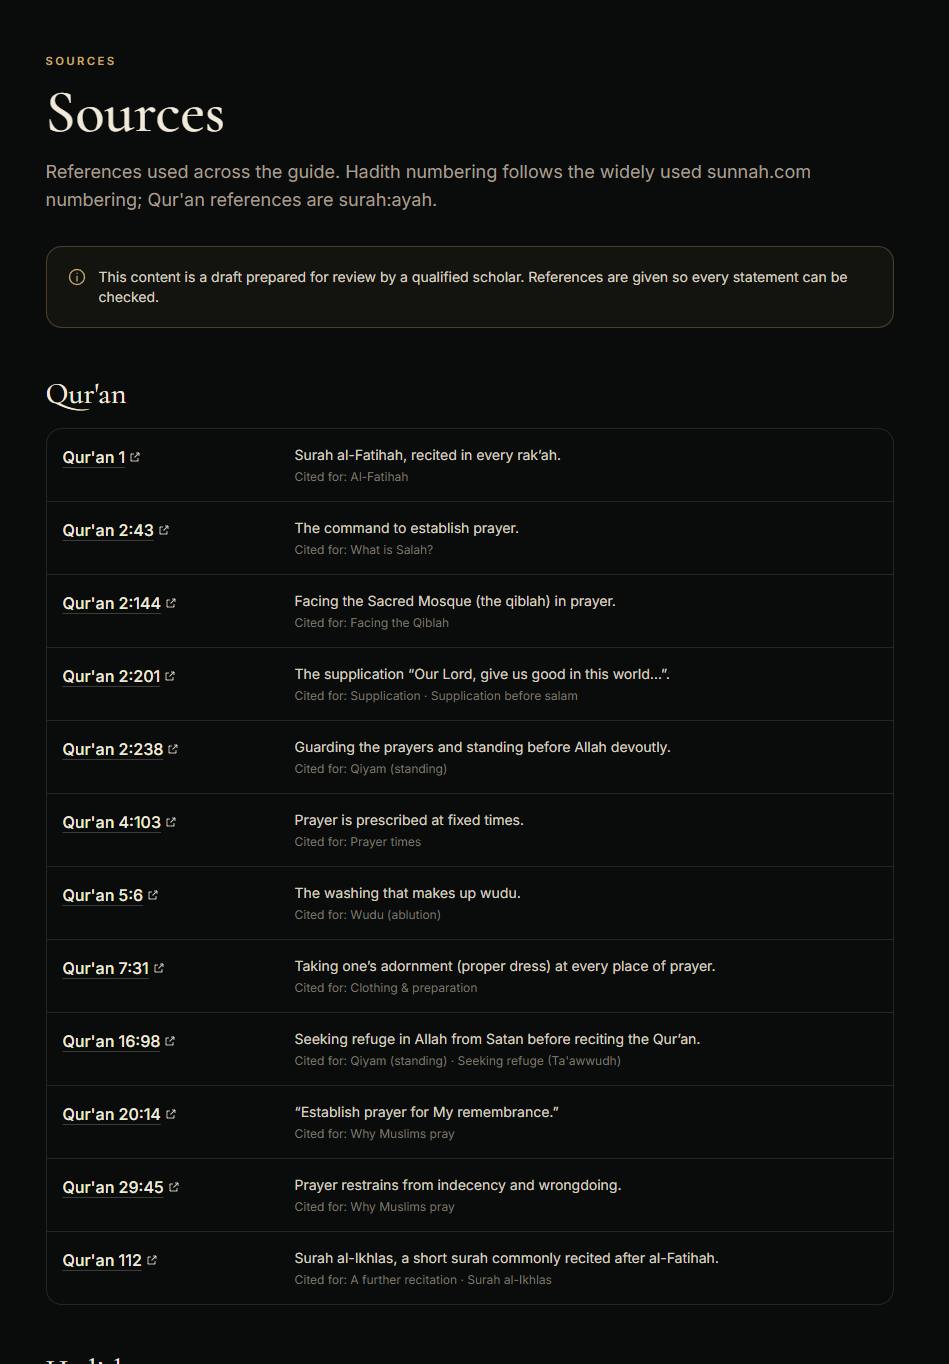 SOURCES
Sources
References used across the guide. Hadith numbering follows the widely used sunnah.com
numbering; Qur'an references are surah:ayah.
This content is a draft prepared for review by a qualified scholar. References are given so every statement can be
checked.
Qur'an
Qur'an 1
Surah al-Fatihah, recited in every rak’ah.
Cited for: Al-Fatihah
Qur'an 2:43
The command to establish prayer.
Cited for: What is Salah?
Qur'an 2:144
Facing the Sacred Mosque (the qiblah) in prayer.
Cited for: Facing the Qiblah
Qur'an 2:201
The supplication “Our Lord, give us good in this world…”.
Cited for: Supplication · Supplication before salam
Qur'an 2:238
Guarding the prayers and standing before Allah devoutly.
Cited for: Qiyam (standing)
Qur'an 4:103
Prayer is prescribed at fixed times.
Cited for: Prayer times
Qur'an 5:6
The washing that makes up wudu.
Cited for: Wudu (ablution)
Qur'an 7:31
Taking one’s adornment (proper dress) at every place of prayer.
Cited for: Clothing & preparation
Qur'an 16:98
Seeking refuge in Allah from Satan before reciting the Qur’an.
Cited for: Qiyam (standing) · Seeking refuge (Ta'awwudh)
Qur'an 20:14
“Establish prayer for My remembrance.”
Cited for: Why Muslims pray
Qur'an 29:45
Prayer restrains from indecency and wrongdoing.
Cited for: Why Muslims pray
Qur'an 112
Surah al-Ikhlas, a short surah commonly recited after al-Fatihah.
Cited for: A further recitation · Surah al-Ikhlas